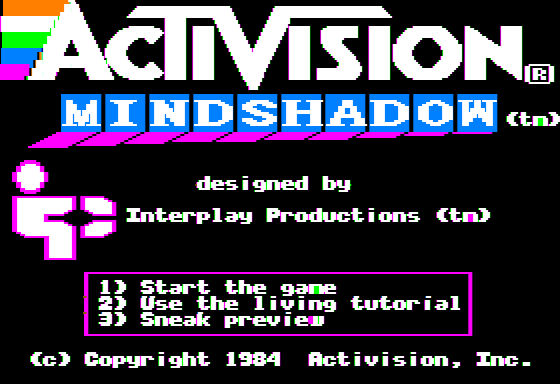 ACTIVISION ®
MINDSHADOW (tm)
designed by
Interplay Productions (tm)
1) Start the game
2) Use the living tutorial
3) Sneak preview
(c) Copyright 1984 Activision, Inc.